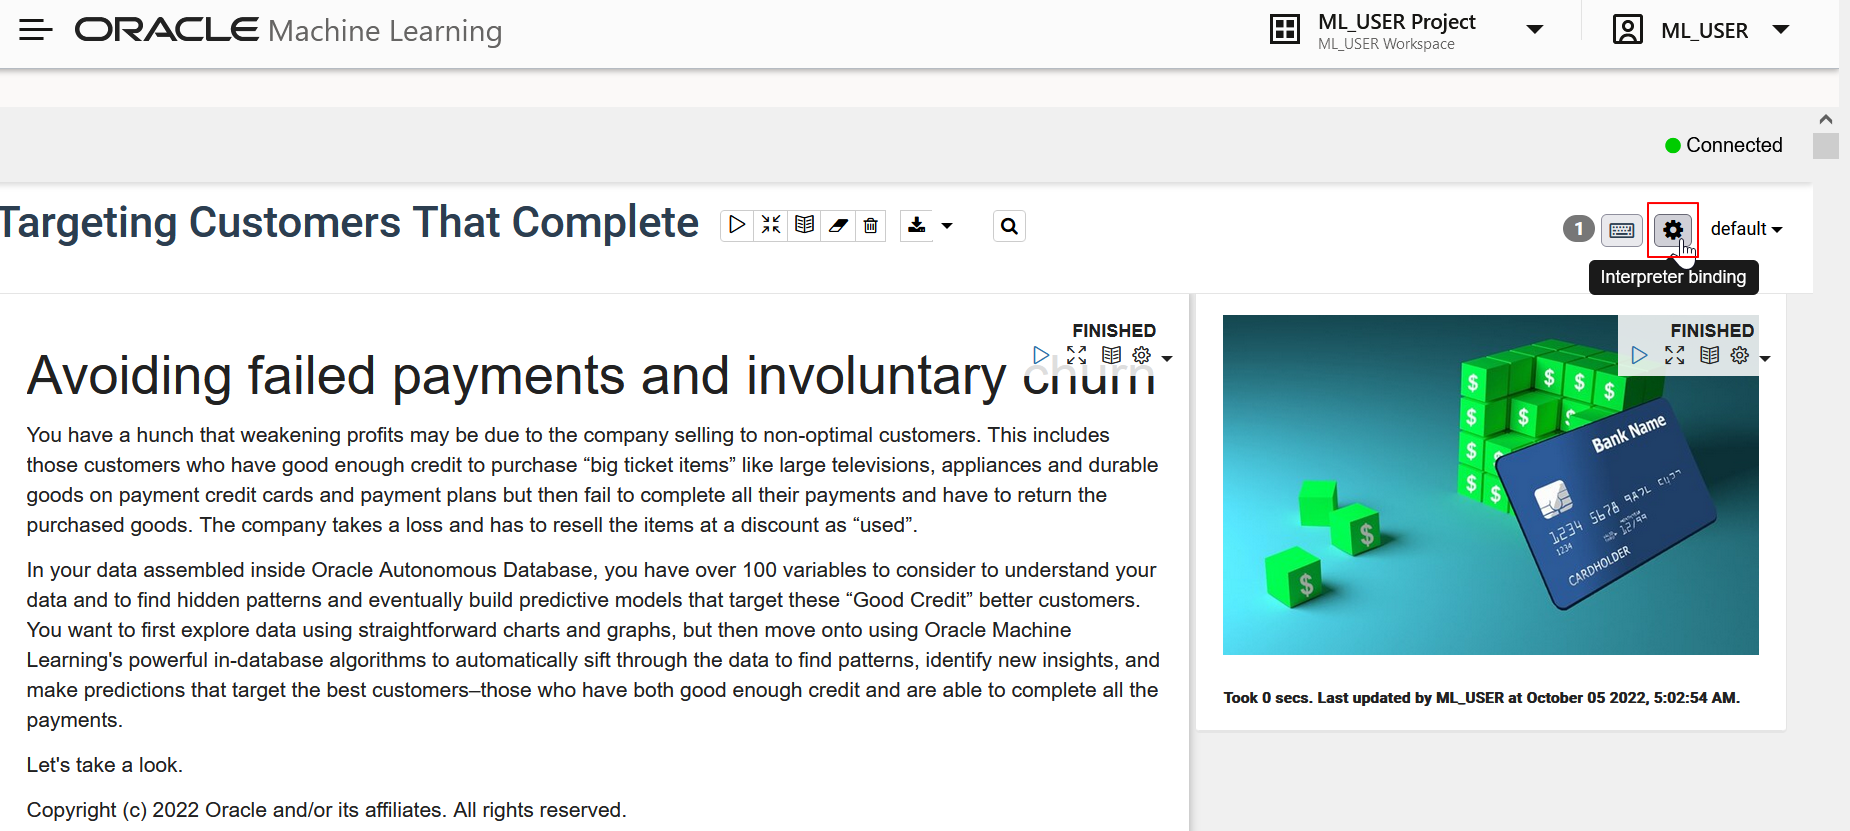 ORACLE Machine Learning
ML_USER Project
ML_USER Workspace
ML_USER
Connected
Targeting Customers That Complete
1
default
Interpreter binding
FINISHED
Avoiding failed payments and involuntary churn
You have a hunch that weakening profits may be due to the company selling to non-optimal customers. This includes
those customers who have good enough credit to purchase “big ticket items” like large televisions, appliances and durable
goods on payment credit cards and payment plans but then fail to complete all their payments and have to return the
purchased goods. The company takes a loss and has to resell the items at a discount as “used”.
In your data assembled inside Oracle Autonomous Database, you have over 100 variables to consider to understand your
data and to find hidden patterns and eventually build predictive models that target these “Good Credit” better customers.
You want to first explore data using straightforward charts and graphs, but then move onto using Oracle Machine
Learning's powerful in-database algorithms to automatically sift through the data to find patterns, identify new insights, and
make predictions that target the best customers–those who have both good enough credit and are able to complete all the
payments.
Let's take a look.
Copyright (c) 2022 Oracle and/or its affiliates. All rights reserved.
FINISHED
$ $ $ $
$ $ $
$
$ $
$
$
Bank Name
1234 5678
1234
12/99
CARDHOLDER
Took 0 secs. Last updated by ML_USER at October 05 2022, 5:02:54 AM.